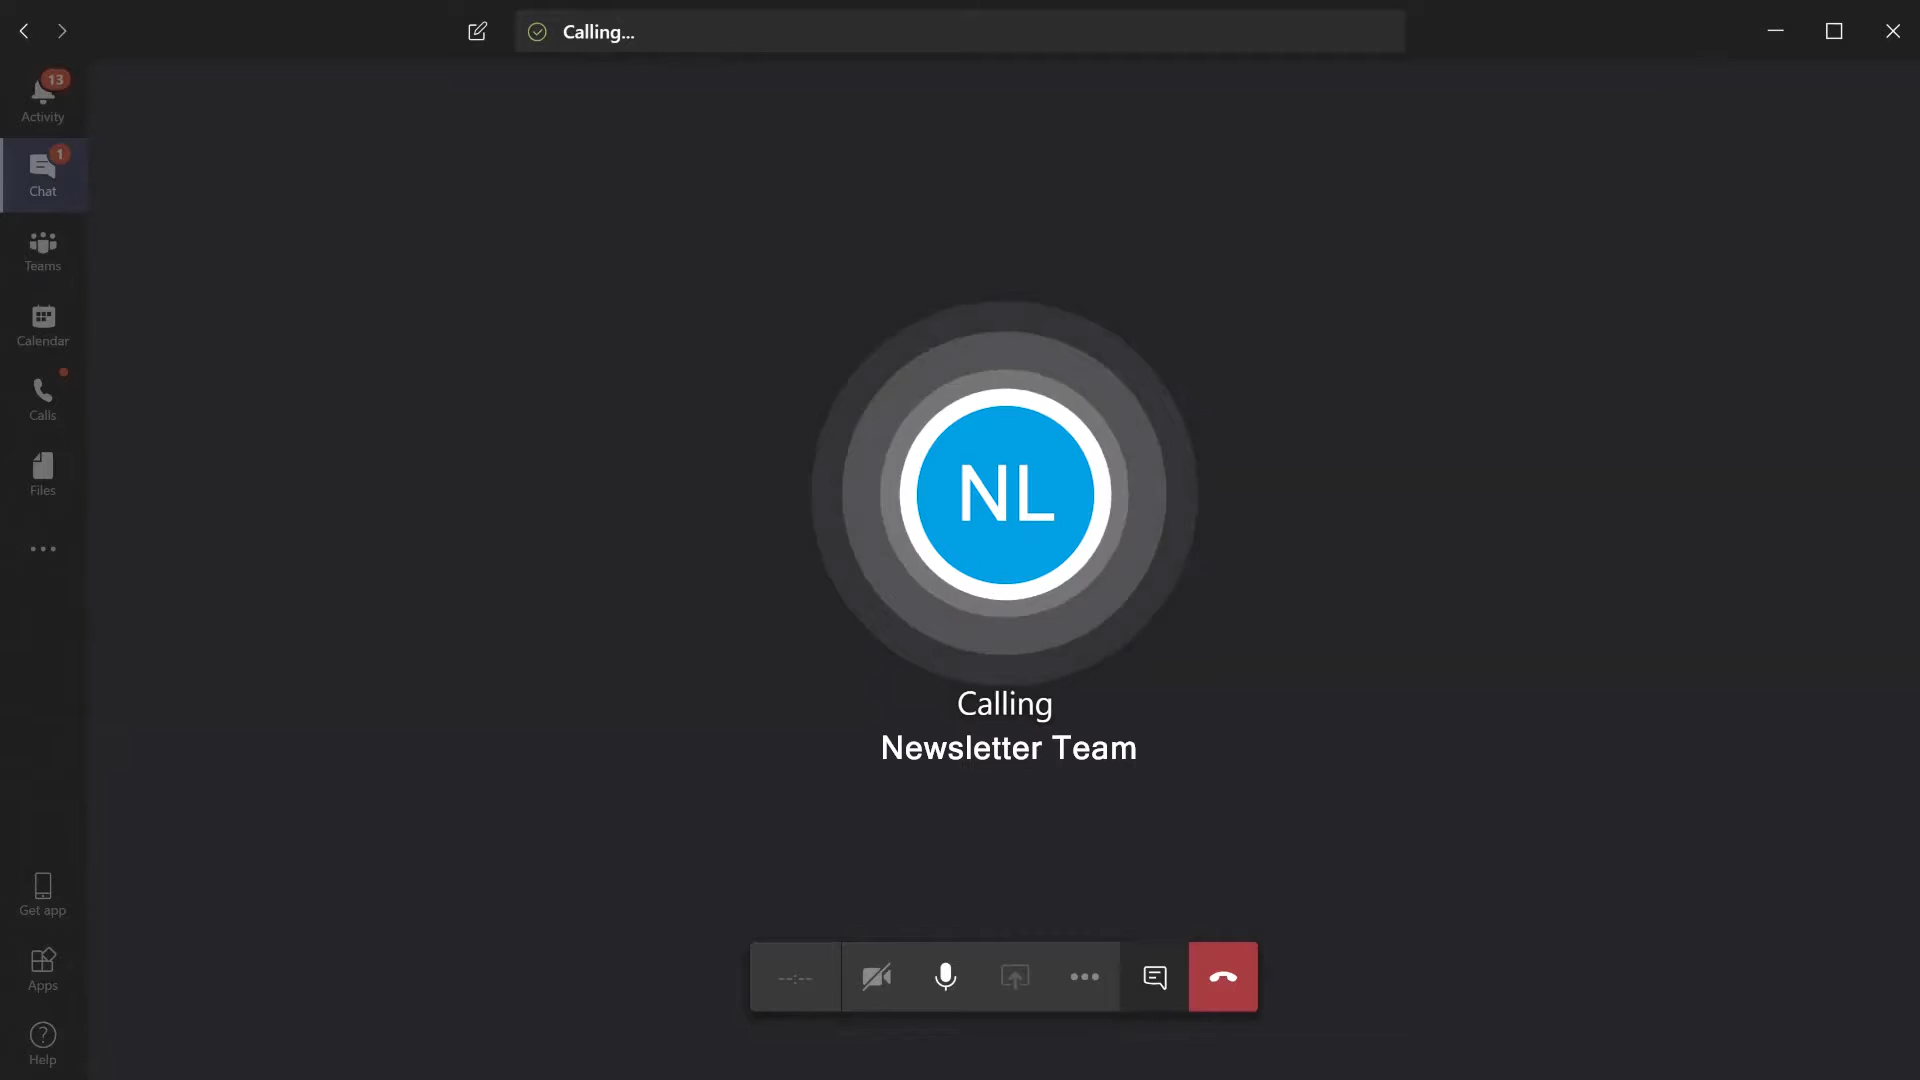 Calling...
13
Activity
1
Chat
Teams
Calendar
Calls
Files
NL
Calling
Newsletter Team
Get app
Apps
Help
--:--